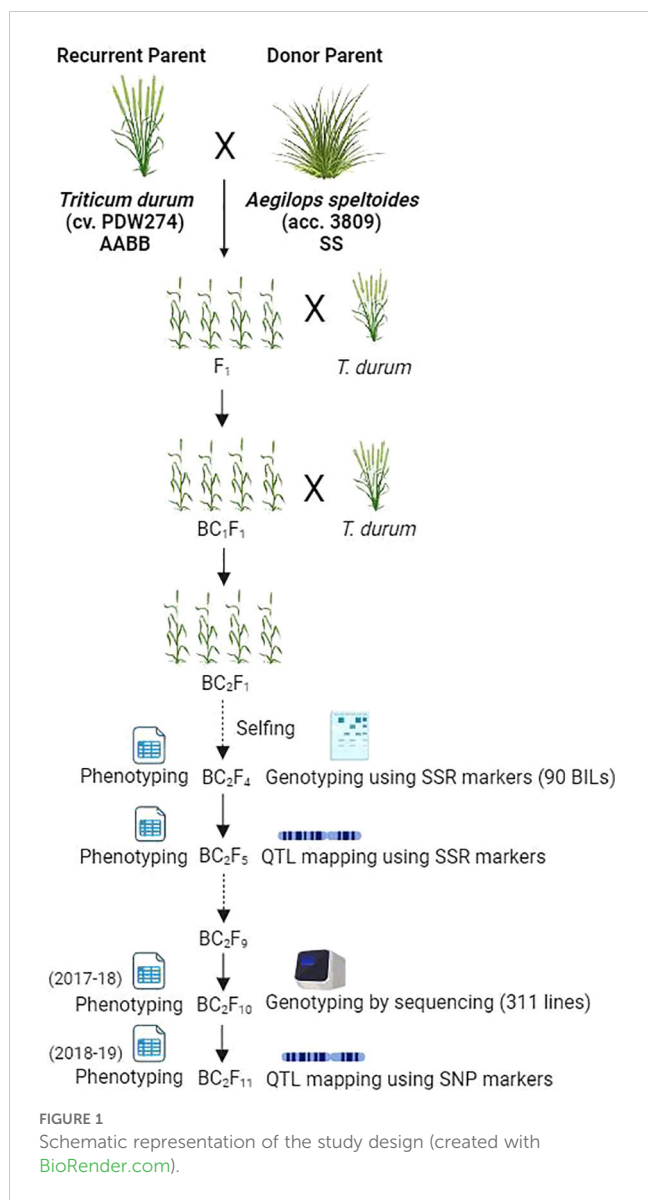 Recurrent Parent Donor Parent
X
Triticum durum Aegilops speltoides
(cv. PDW274) (acc. 3809)
AABB SS
X
F₁ T. durum
X
BC₁F₁ T. durum
BC₂F₁
Selfing
Phenotyping BC₂F₄ Genotyping using SSR markers (90 BILs)
Phenotyping BC₂F₅ QTL mapping using SSR markers
BC₂F₉
(2017-18)
Phenotyping BC₂F₁₀ Genotyping by sequencing (311 lines)
(2018-19)
Phenotyping BC₂F₁₁ QTL mapping using SNP markers
FIGURE 1
Schematic representation of the study design (created with
BioRender.com).